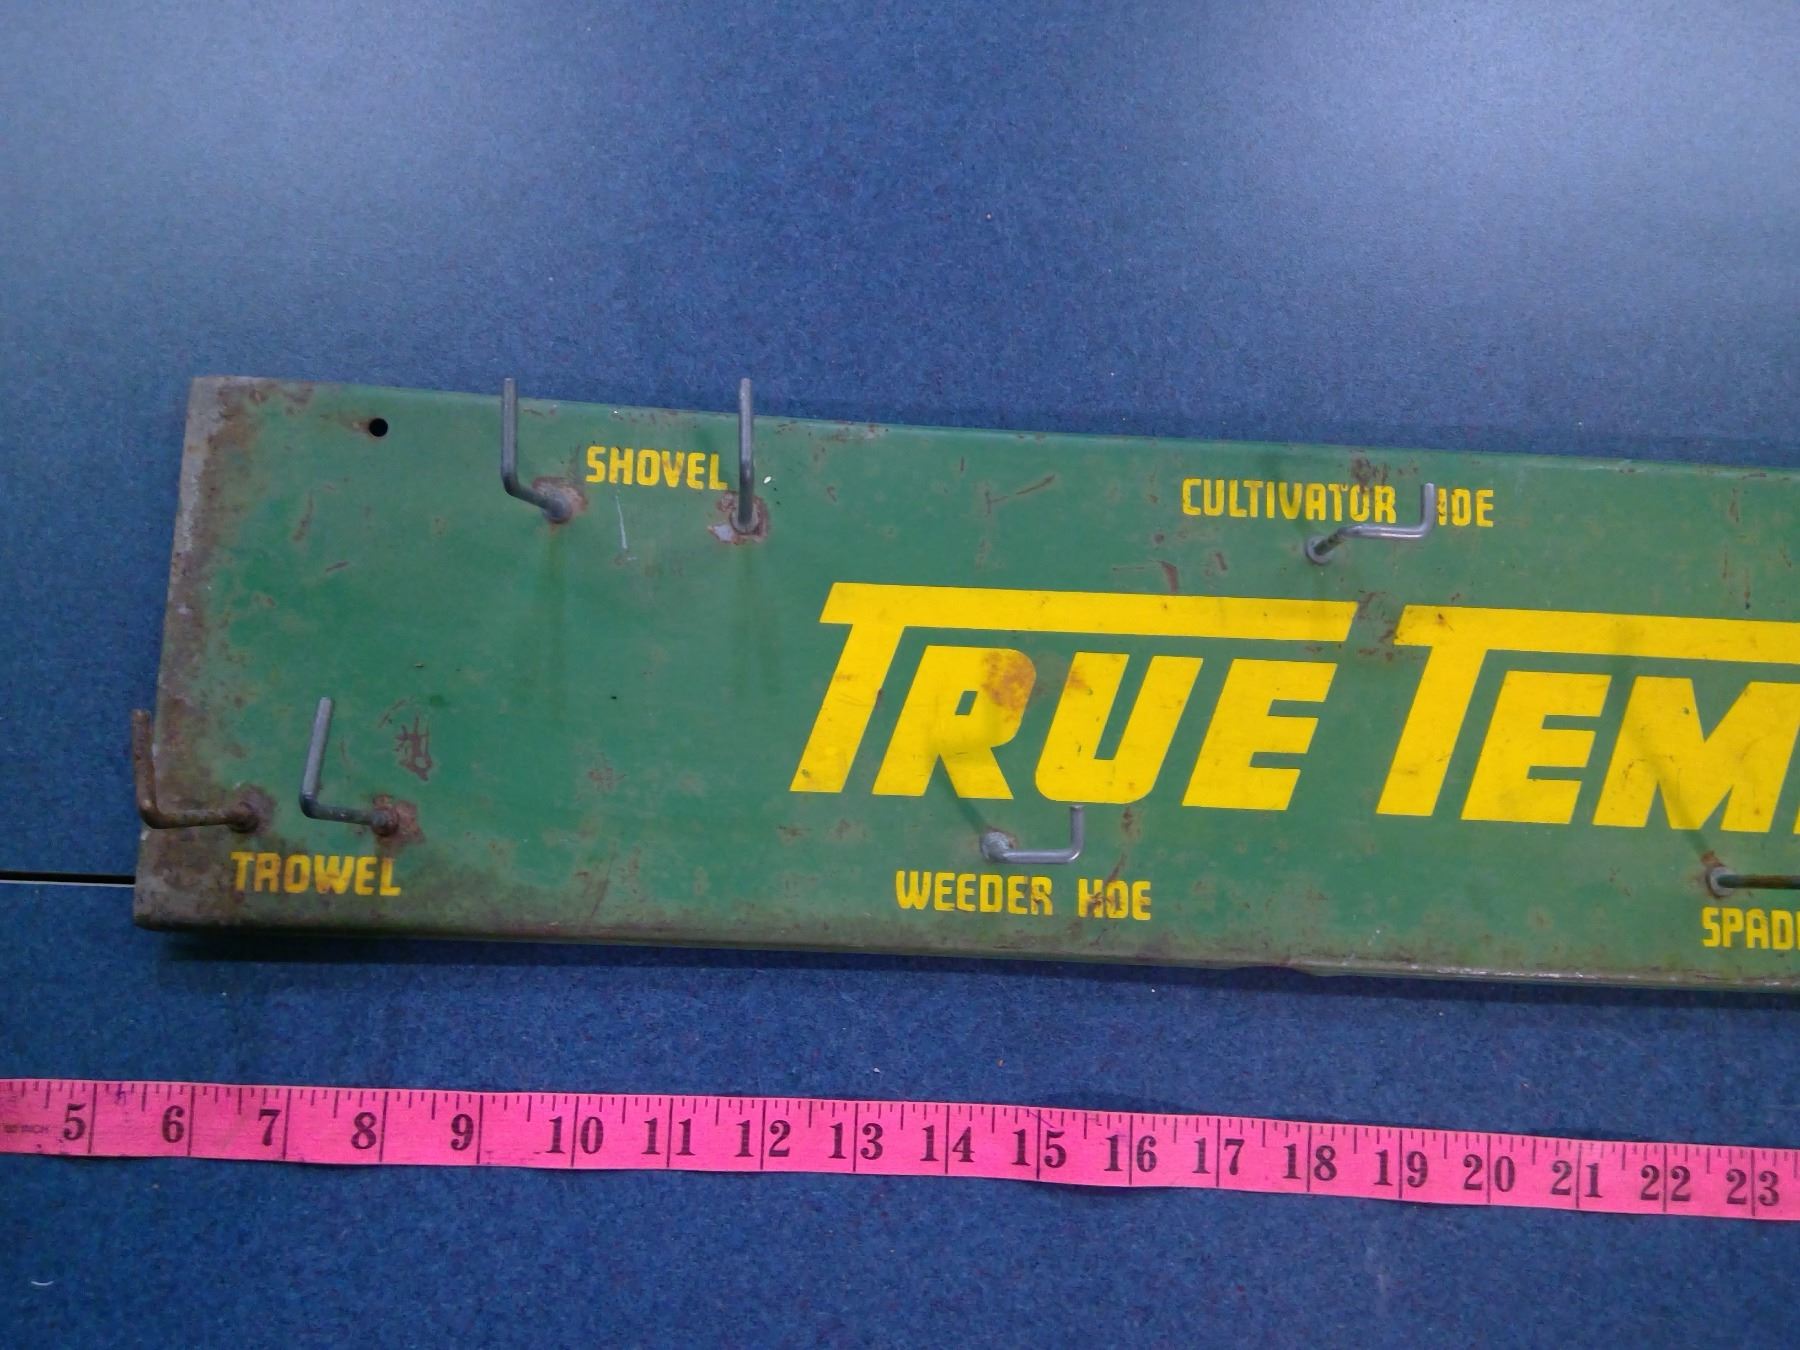 SHOVEL
CULTIVATOR HOE
TRUE TEM
TROWEL
WEEDER HOE
SPAD
5 6 7 8 9 10 11 12 13 14 15 16 17 18 19 20 21 22 23